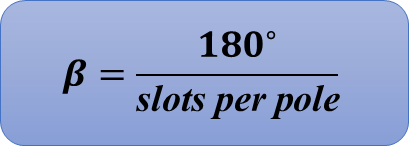 β = 180° / slots per pole